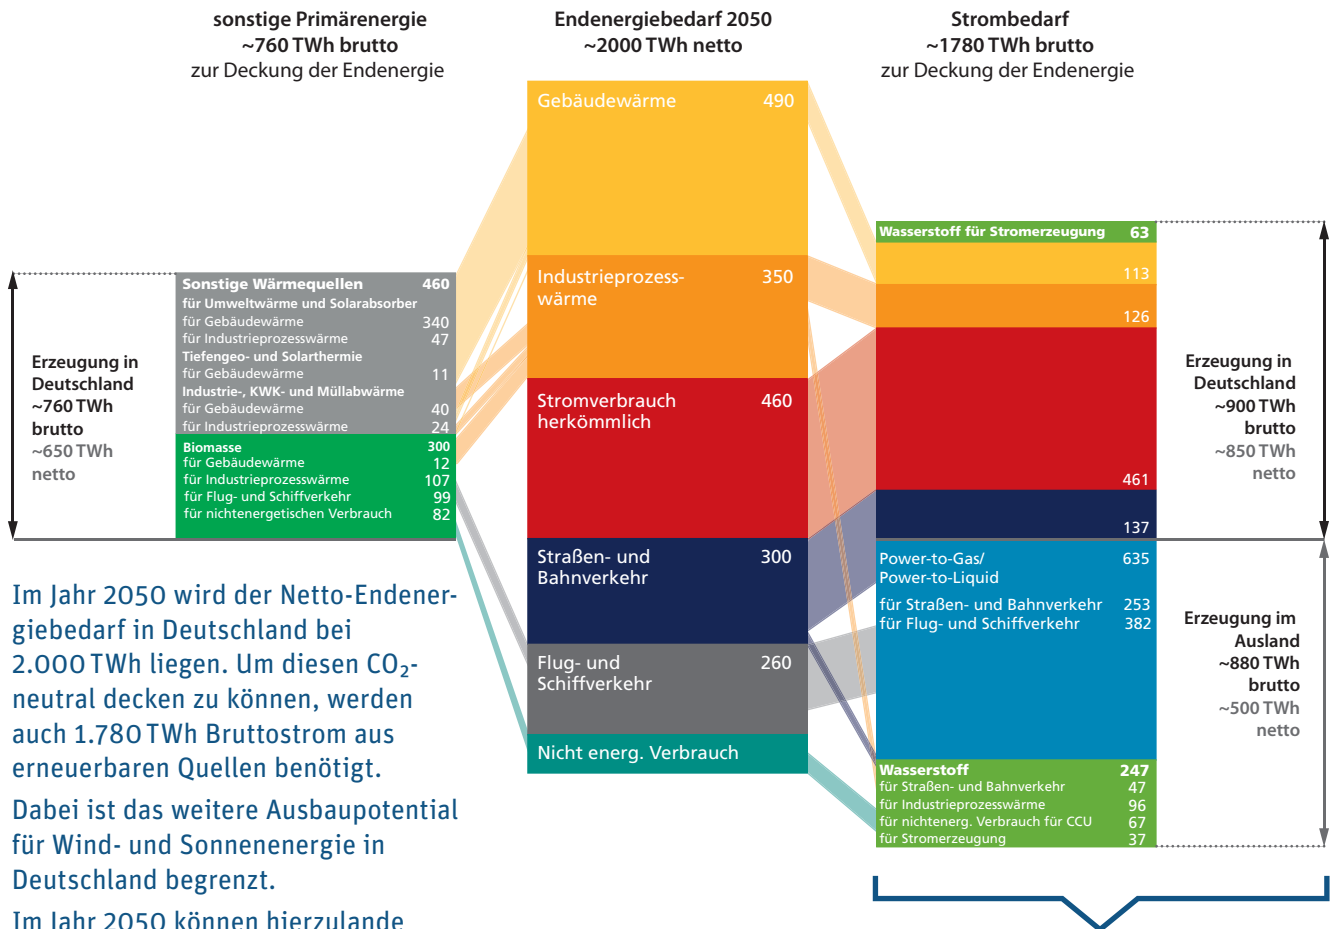 sonstige Primärenergie
~760 TWh brutto
zur Deckung der Endenergie
Endenergiebedarf 2050
~2000 TWh netto
Strombedarf
~1780 TWh brutto
zur Deckung der Endenergie
Erzeugung in
Deutschland
~760 TWh
brutto
~650 TWh
netto
Sonstige Wärmequellen 460
für Umweltwärme und Solarabsorber
für Gebäudewärme 340
für Industrieprozesswärme 47
Tiefengeo- und Solarthermie
für Gebäudewärme 11
Industrie-, KWK- und Müllabwärme
für Gebäudewärme 40
für Industrieprozesswärme 24
Biomasse 300
für Gebäudewärme 12
für Industrieprozesswärme 107
für Flug- und Schiffverkehr 99
für nichtenergetischen Verbrauch 82
Gebäudewärme 490
Industrieprozess-
wärme 350
Stromverbrauch
herkömmlich 460
Straßen- und
Bahnverkehr 300
Flug- und
Schiffverkehr 260
Nicht energ. Verbrauch
Wasserstoff für Stromerzeugung 63
113
126
461
137
Power-to-Gas/
Power-to-Liquid 635
für Straßen- und Bahnverkehr 253
für Flug- und Schiffverkehr 382
Wasserstoff 247
für Straßen- und Bahnverkehr 47
für Industrieprozesswärme 96
für nichtenerg. Verbrauch für CCU 67
für Stromerzeugung 37
Erzeugung in
Deutschland
~900 TWh
brutto
~850 TWh
netto
Erzeugung im
Ausland
~880 TWh
brutto
~500 TWh
netto
Im Jahr 2050 wird der Netto-Endener-
giebedarf in Deutschland bei
2.000 TWh liegen. Um diesen CO₂-
neutral decken zu können, werden
auch 1.780 TWh Bruttostrom aus
erneuerbaren Quellen benötigt.
Dabei ist das weitere Ausbaupotential
für Wind- und Sonnenenergie in
Deutschland begrenzt.
Im Jahr 2050 können hierzulande